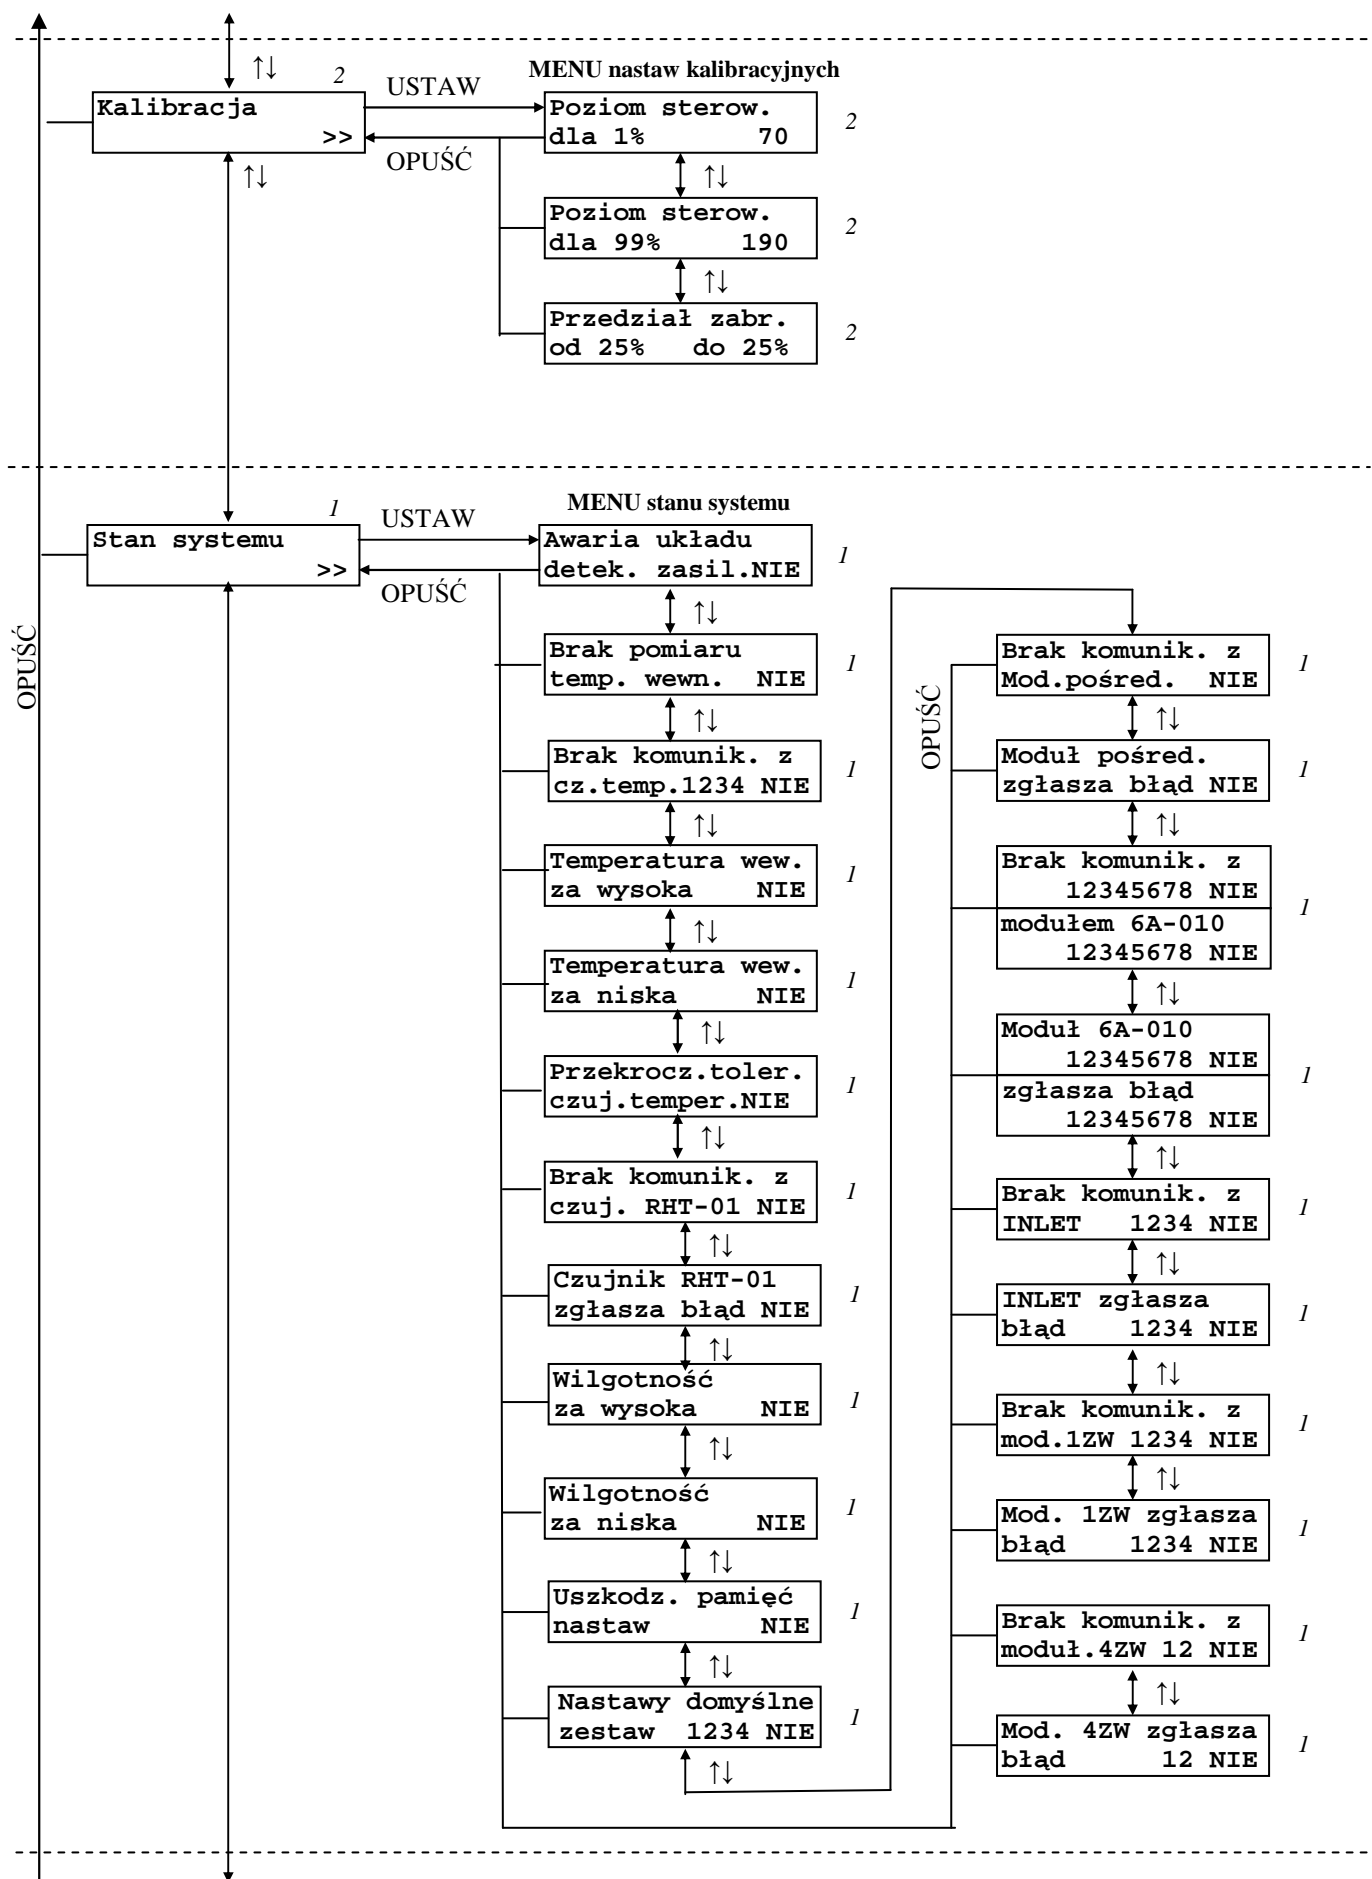 ↑↓
2
USTAW
MENU nastaw kalibracyjnych
Kalibracja
>>
OPUŚĆ
↑↓
Poziom sterow.
dla 1% 70
2
↑↓
Poziom sterow.
dla 99% 190
2
↑↓
Przedział zabr.
od 25% do 25%
2
1
USTAW
MENU stanu systemu
Stan systemu
>>
OPUŚĆ
OPUŚĆ
Awaria układu
detek. zasil.NIE
1
↑↓
Brak pomiaru
temp. wewn. NIE
1
↑↓
Brak komunik. z
cz.temp.1234 NIE
1
↑↓
Temperatura wew.
za wysoka NIE
1
↑↓
Temperatura wew.
za niska NIE
1
↑↓
Przekrocz.toler.
czuj.temper.NIE
1
↑↓
Brak komunik. z
czuj. RHT-01 NIE
1
↑↓
Czujnik RHT-01
zgłasza błąd NIE
1
↑↓
Wilgotność
za wysoka NIE
1
↑↓
Wilgotność
za niska NIE
1
↑↓
Uszkodz. pamięć
nastaw NIE
1
↑↓
Nastawy domyślne
zestaw 1234 NIE
1
↑↓
OPUŚĆ
Brak komunik. z
Mod.pośred. NIE
1
↑↓
Moduł pośred.
zgłasza błąd NIE
1
↑↓
Brak komunik. z
12345678 NIE
modułem 6A-010
12345678 NIE
1
↑↓
Moduł 6A-010
12345678 NIE
zgłasza błąd
12345678 NIE
1
↑↓
Brak komunik. z
INLET 1234 NIE
1
↑↓
INLET zgłasza
błąd 1234 NIE
1
↑↓
Brak komunik. z
mod.1ZW 1234 NIE
1
↑↓
Mod. 1ZW zgłasza
błąd 1234 NIE
1
Brak komunik. z
moduł.4ZW 12 NIE
1
↑↓
Mod. 4ZW zgłasza
błąd 12 NIE
1